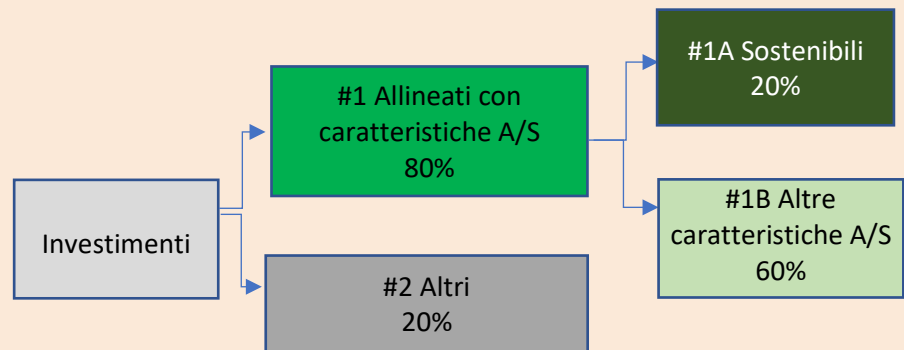 Investimenti
#1 Allineati con
caratteristiche A/S
80%
#2 Altri
20%
#1A Sostenibili
20%
#1B Altre
caratteristiche A/S
60%